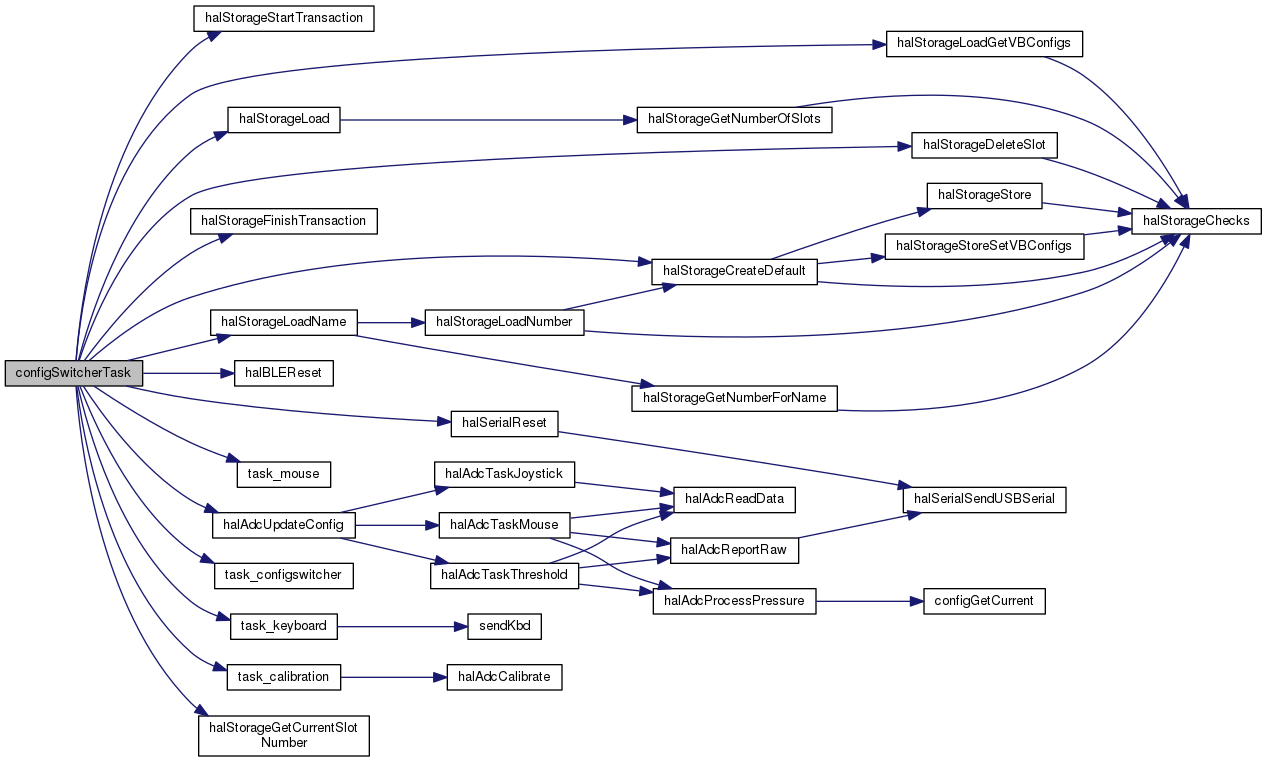 halStorageStartTransaction
halStorageLoadGetVBConfigs
halStorageLoad
halStorageGetNumberOfSlots
halStorageDeleteSlot
halStorageStore
halStorageFinishTransaction
halStorageChecks
halStorageStoreSetVBConfigs
halStorageCreateDefault
halStorageLoadName
halStorageLoadNumber
configSwitcherTask
halBLEReset
halStorageGetNumberForName
halSerialReset
task_mouse
halAdcTaskJoystick
halAdcReadData
halSerialSendUSBSerial
halAdcUpdateConfig
halAdcTaskMouse
halAdcReportRaw
task_configswitcher
halAdcTaskThreshold
halAdcProcessPressure
configGetCurrent
task_keyboard
sendKbd
task_calibration
halAdcCalibrate
halStorageGetCurrentSlot
Number